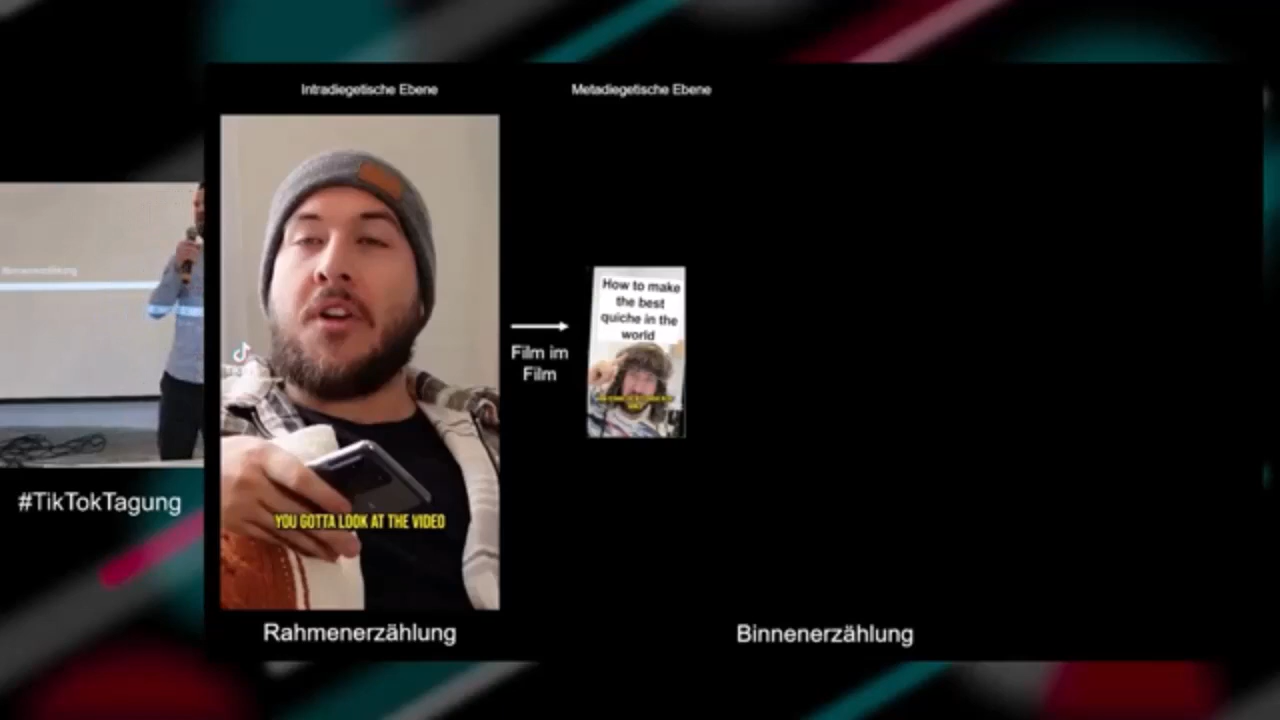 Intradiegetische Ebene
Metadiegetische Ebene
How to make
the best
quiche in the
world
Film im
Film
#TikTokTagung
YOU GOTTA LOOK AT THE VIDEO
Rahmenerzählung
Binnenerzählung